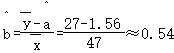 b̂ = (y̅ - â) / x̅ = (27-1.56) / 47 ≈ 0.54